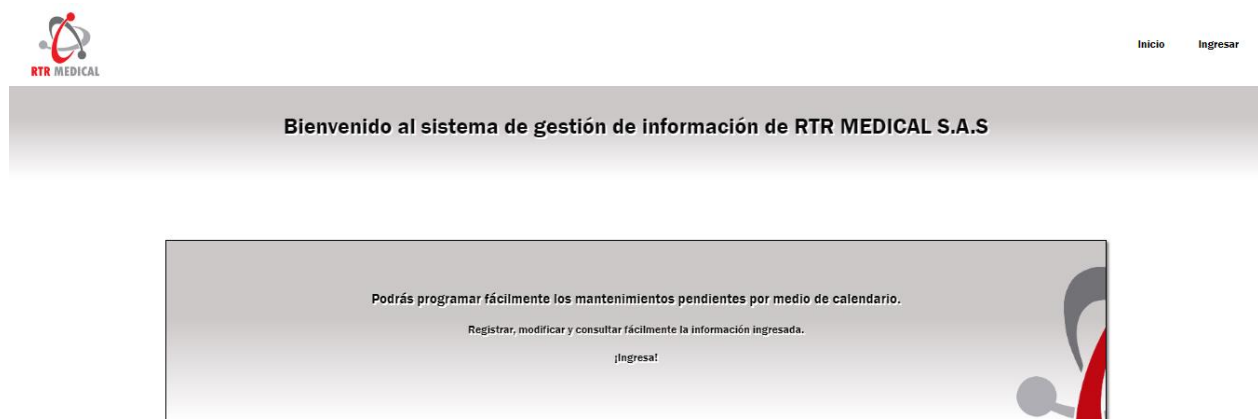 RTR MEDICAL
Inicio Ingresar
Bienvenido al sistema de gestión de información de RTR MEDICAL S.A.S
Podrás programar fácilmente los mantenimientos pendientes por medio de calendario.
Registrar, modificar y consultar fácilmente la información ingresada.
¡Ingresa!